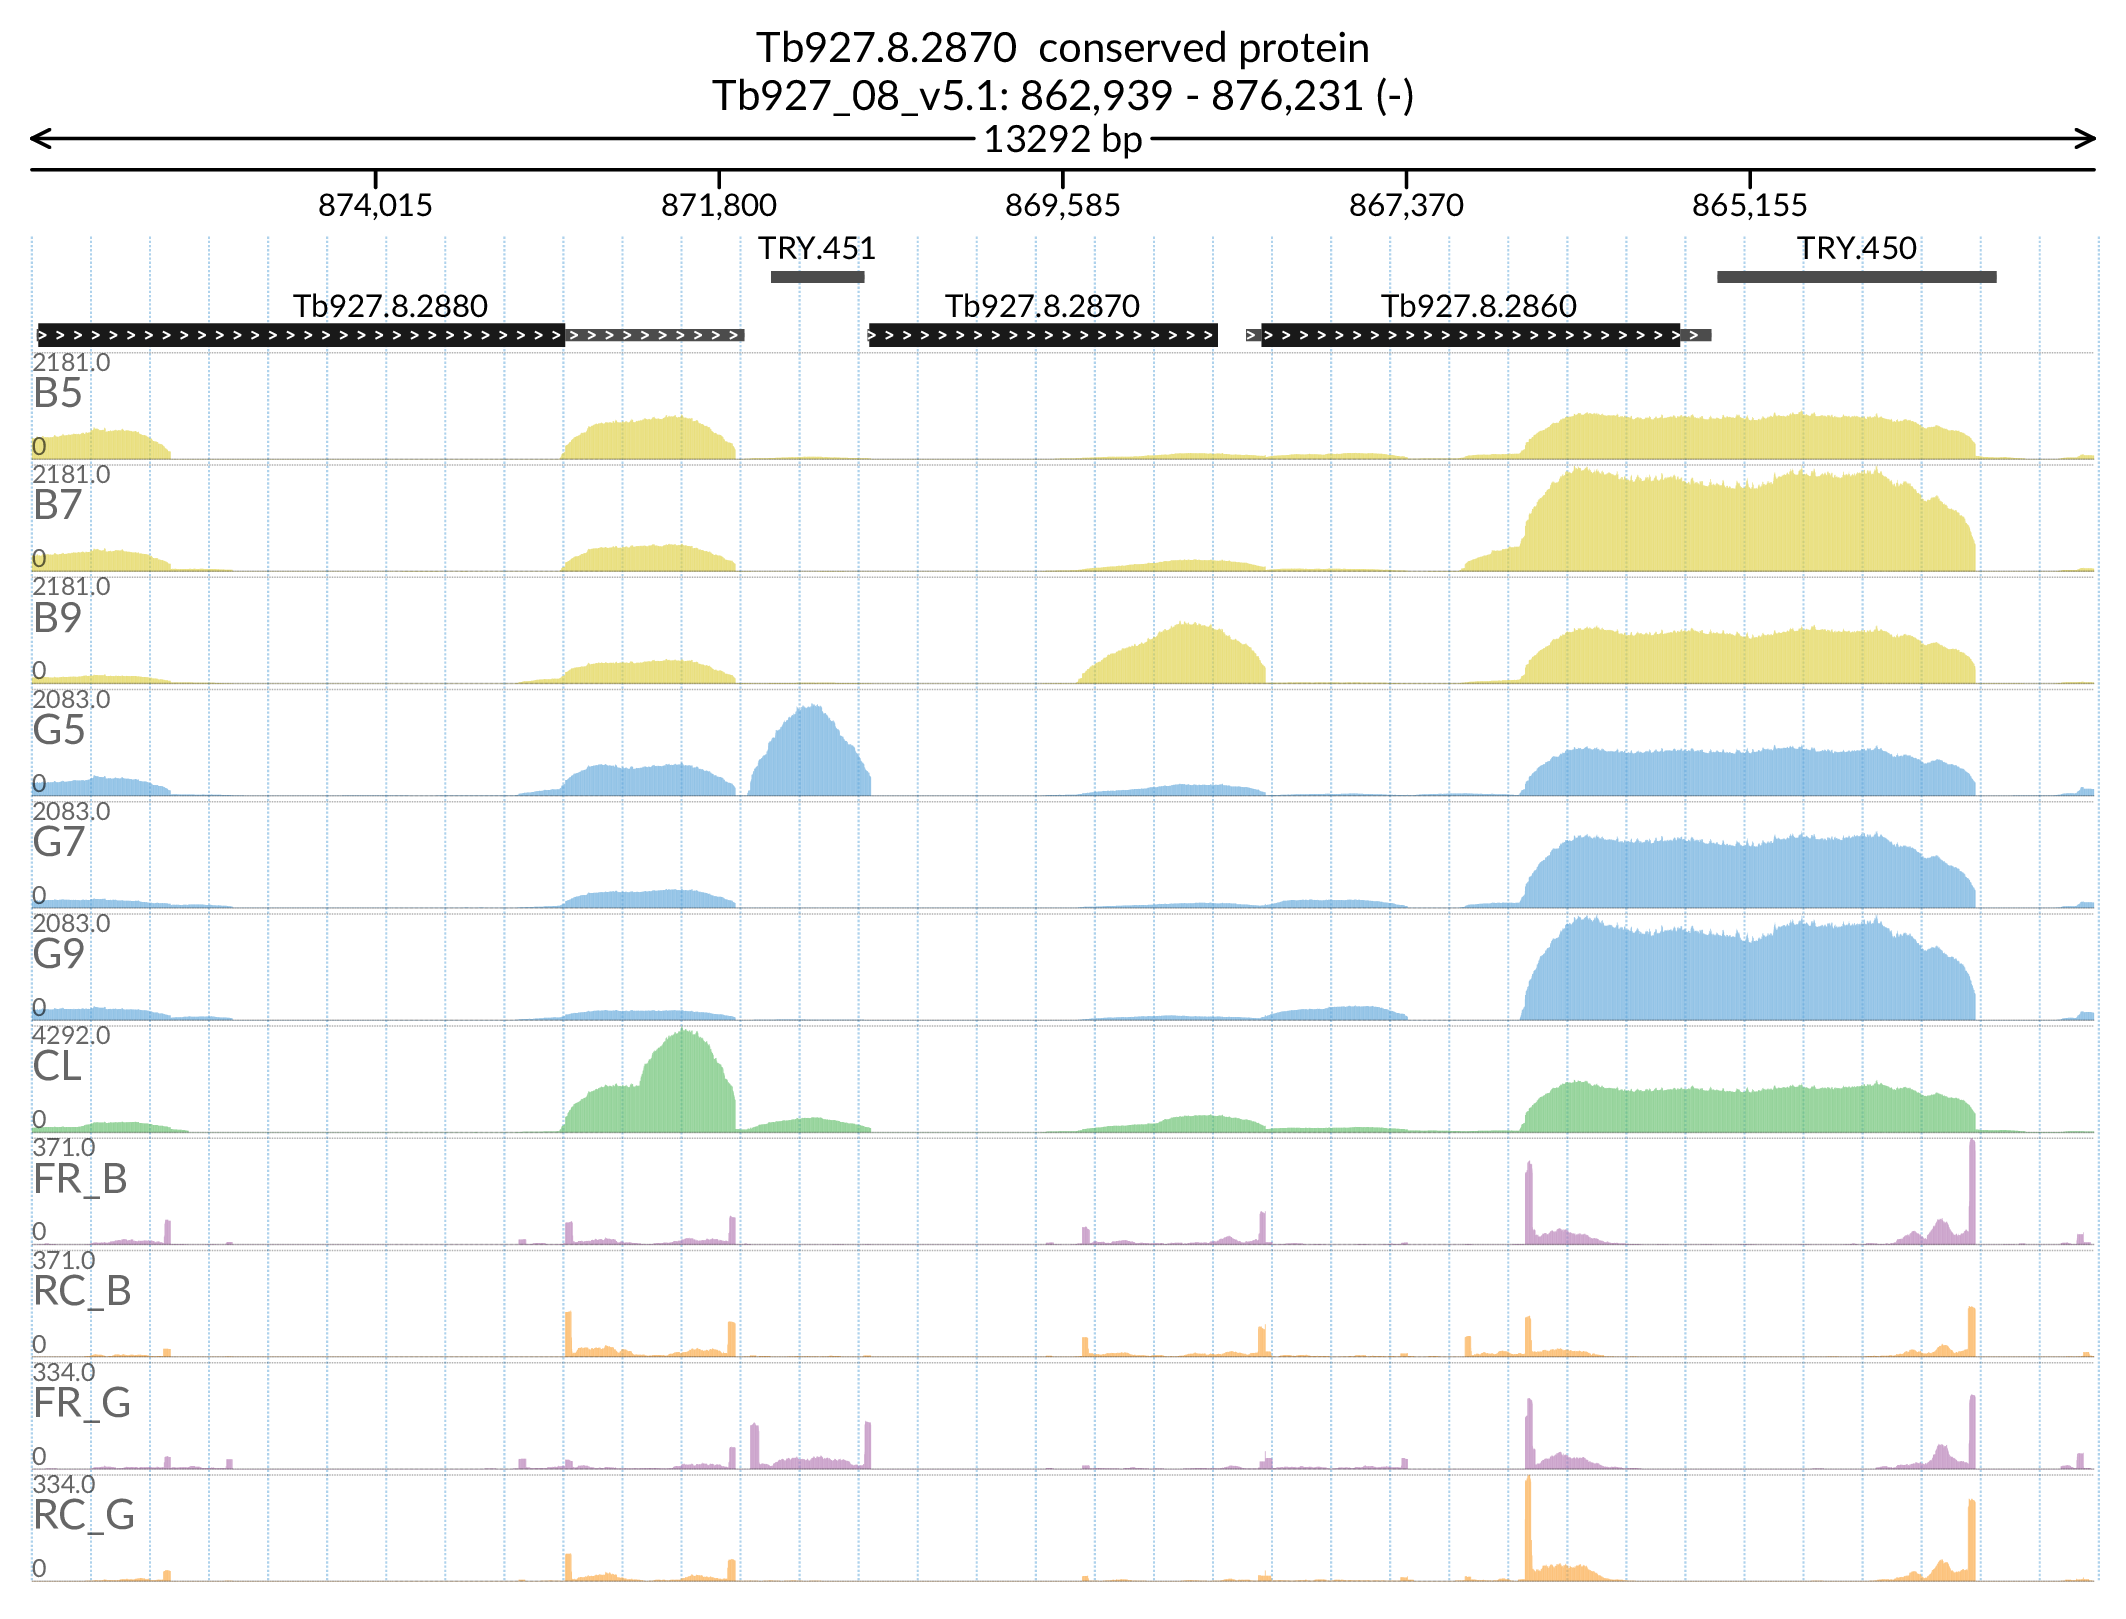 Tb927.8.2870 conserved protein
Tb927_08_v5.1: 862,939 - 876,231 (-)
13292 bp
874,015 871,800 869,585 867,370 865,155
TRY.451 TRY.450
Tb927.8.2880 Tb927.8.2870 Tb927.8.2860
2181.0
B5
0
2181.0
B7
0
2181.0
B9
0
2083.0
G5
0
2083.0
G7
0
2083.0
G9
0
4292.0
CL
0
371.0
FR_B
0
371.0
RC_B
0
334.0
FR_G
0
334.0
RC_G
0